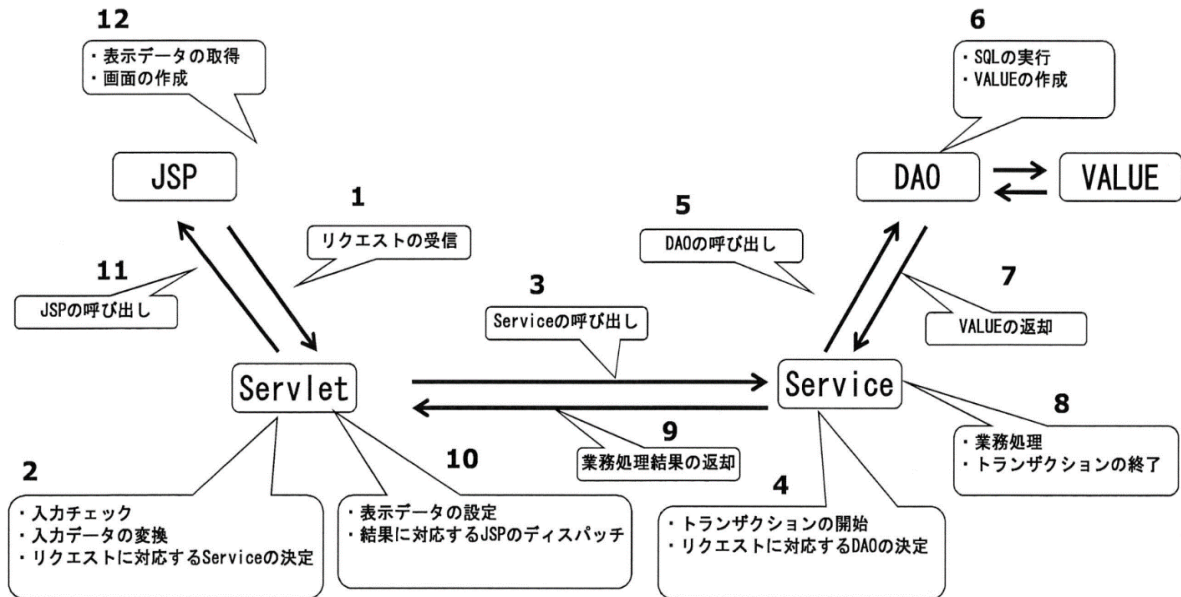 12
・表示データの取得
・画面の作成
6
・SQLの実行
・VALUEの作成
JSP
DAO
VALUE
1
リクエストの受信
5
DAOの呼び出し
11
JSPの呼び出し
3
Serviceの呼び出し
7
VALUEの返却
Servlet
Service
9
業務処理結果の返却
8
・業務処理
・トランザクションの終了
2
・入力チェック
・入力データの変換
・リクエストに対応するServiceの決定
10
・表示データの設定
・結果に対応するJSPのディスパッチ
4
・トランザクションの開始
・リクエストに対応するDAOの決定